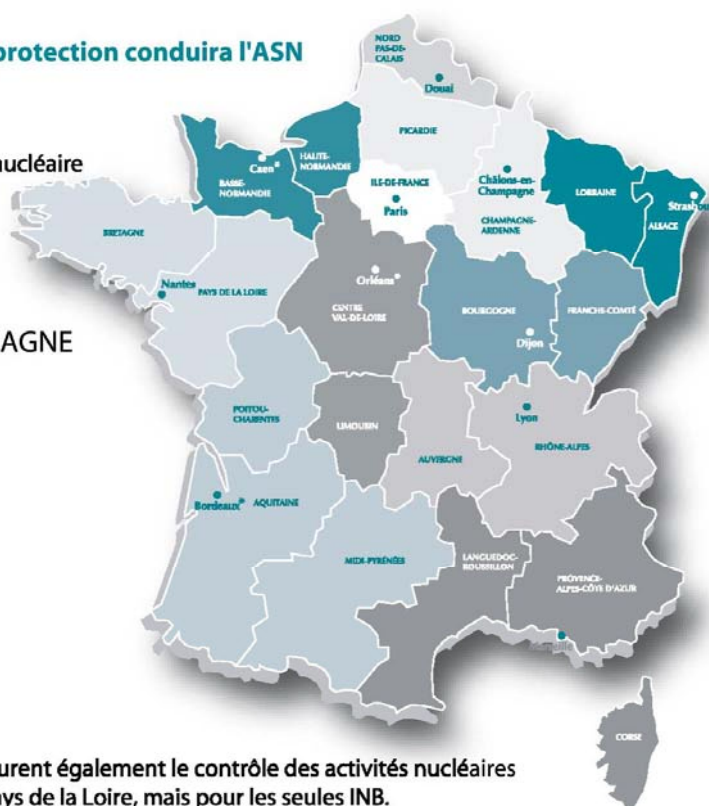 protection conduira l'ASN
nucléaire
AGNE
NORD
PAS-DE-
CALAIS
Douai
PICARDIE
HAUTE-
NORMANDIE
Caen*
BASSE-
NORMANDIE
ILE-DE-FRANCE
Paris
Châlons-en-
Champagne
CHAMPAGNE-
ARDENNE
LORRAINE
Strasbou
ALSACE
BRETAGNE
Nantes
PAYS DE LA LOIRE
Orléans*
CENTRE
VAL-DE-LOIRE
BOURGOGNE
Dijon
FRANCHE-COMTÉ
POITOU-
CHARENTES
LIMOUSIN
AUVERGNE
Lyon
RHÔNE-ALPES
Bordeaux*
AQUITAINE
MIDI-PYRÉNÉES
LANGUEDOC-
ROUSSILLON
PROVENCE-
ALPES-CÔTE D'AZUR
Marseille
CORSE
urent également le contrôle des activités nucléaires
ays de la Loire, mais pour les seules INB.